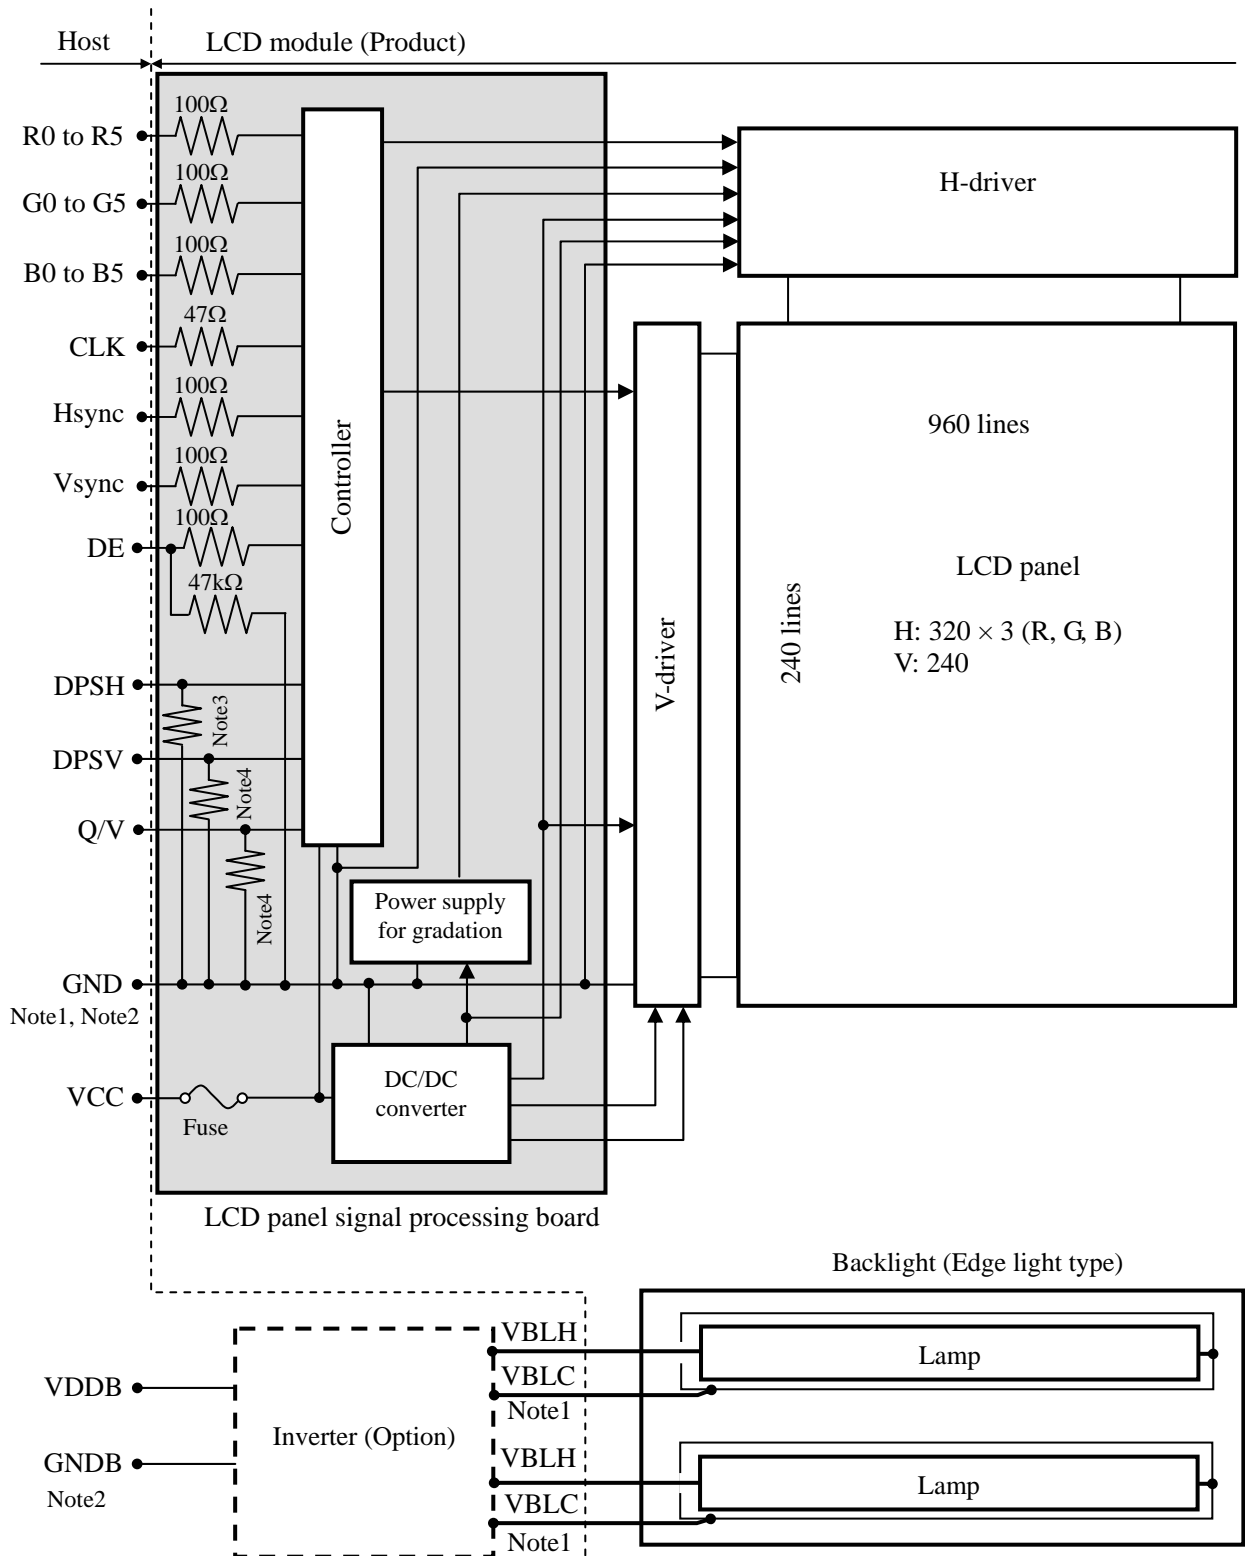 Host
LCD module (Product)
100Ω
R0 to R5
100Ω
G0 to G5
100Ω
B0 to B5
47Ω
CLK
100Ω
Hsync
100Ω
Vsync
100Ω
DE
47kΩ
DPSH
Note3
DPSV
Note4
Q/V
Note4
GND
Note1, Note2
VCC
Fuse
Controller
Power supply
for gradation
DC/DC
converter
LCD panel signal processing board
H-driver
V-driver
960 lines
240 lines
LCD panel
H: 320 × 3 (R, G, B)
V: 240
Backlight (Edge light type)
VDDB
GNDB
Note2
Inverter (Option)
VBLH
VBLC
Note1
VBLH
VBLC
Note1
Lamp
Lamp